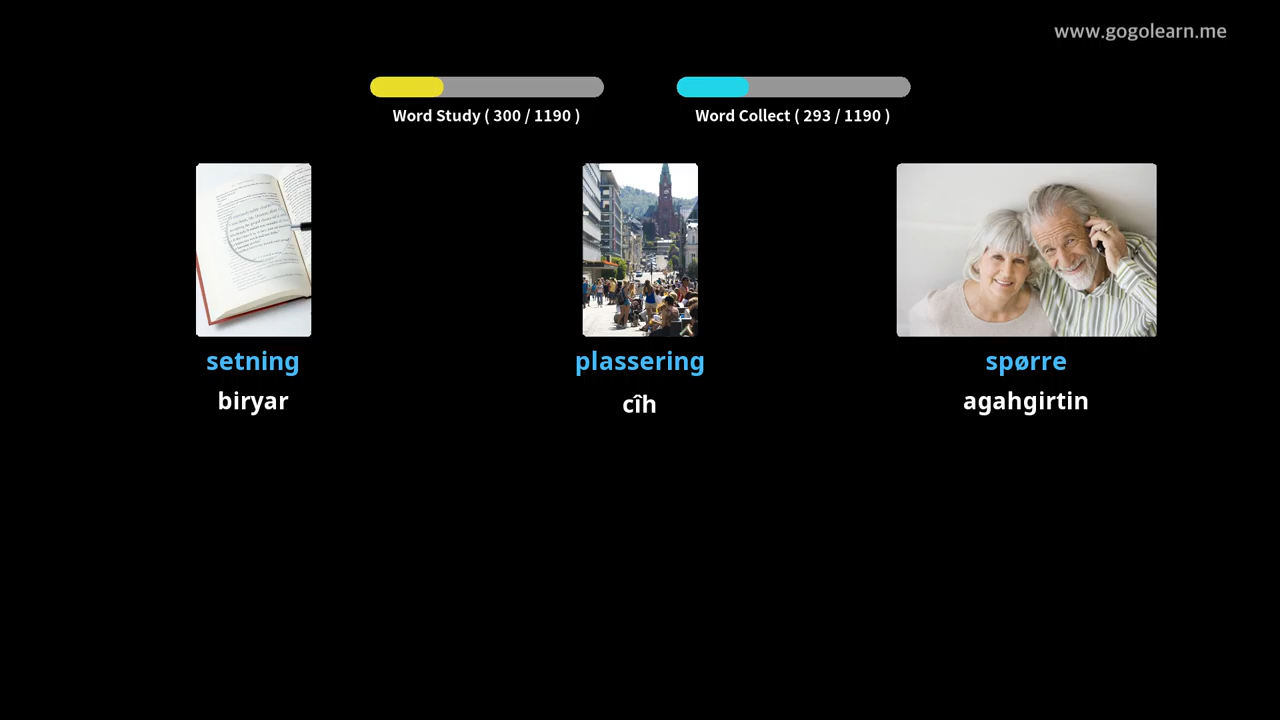 www.gogolearn.me
Word Study ( 300 / 1190 )
Word Collect ( 293 / 1190 )
setning
plassering
spørre
biryar
cîh
agahgirtin